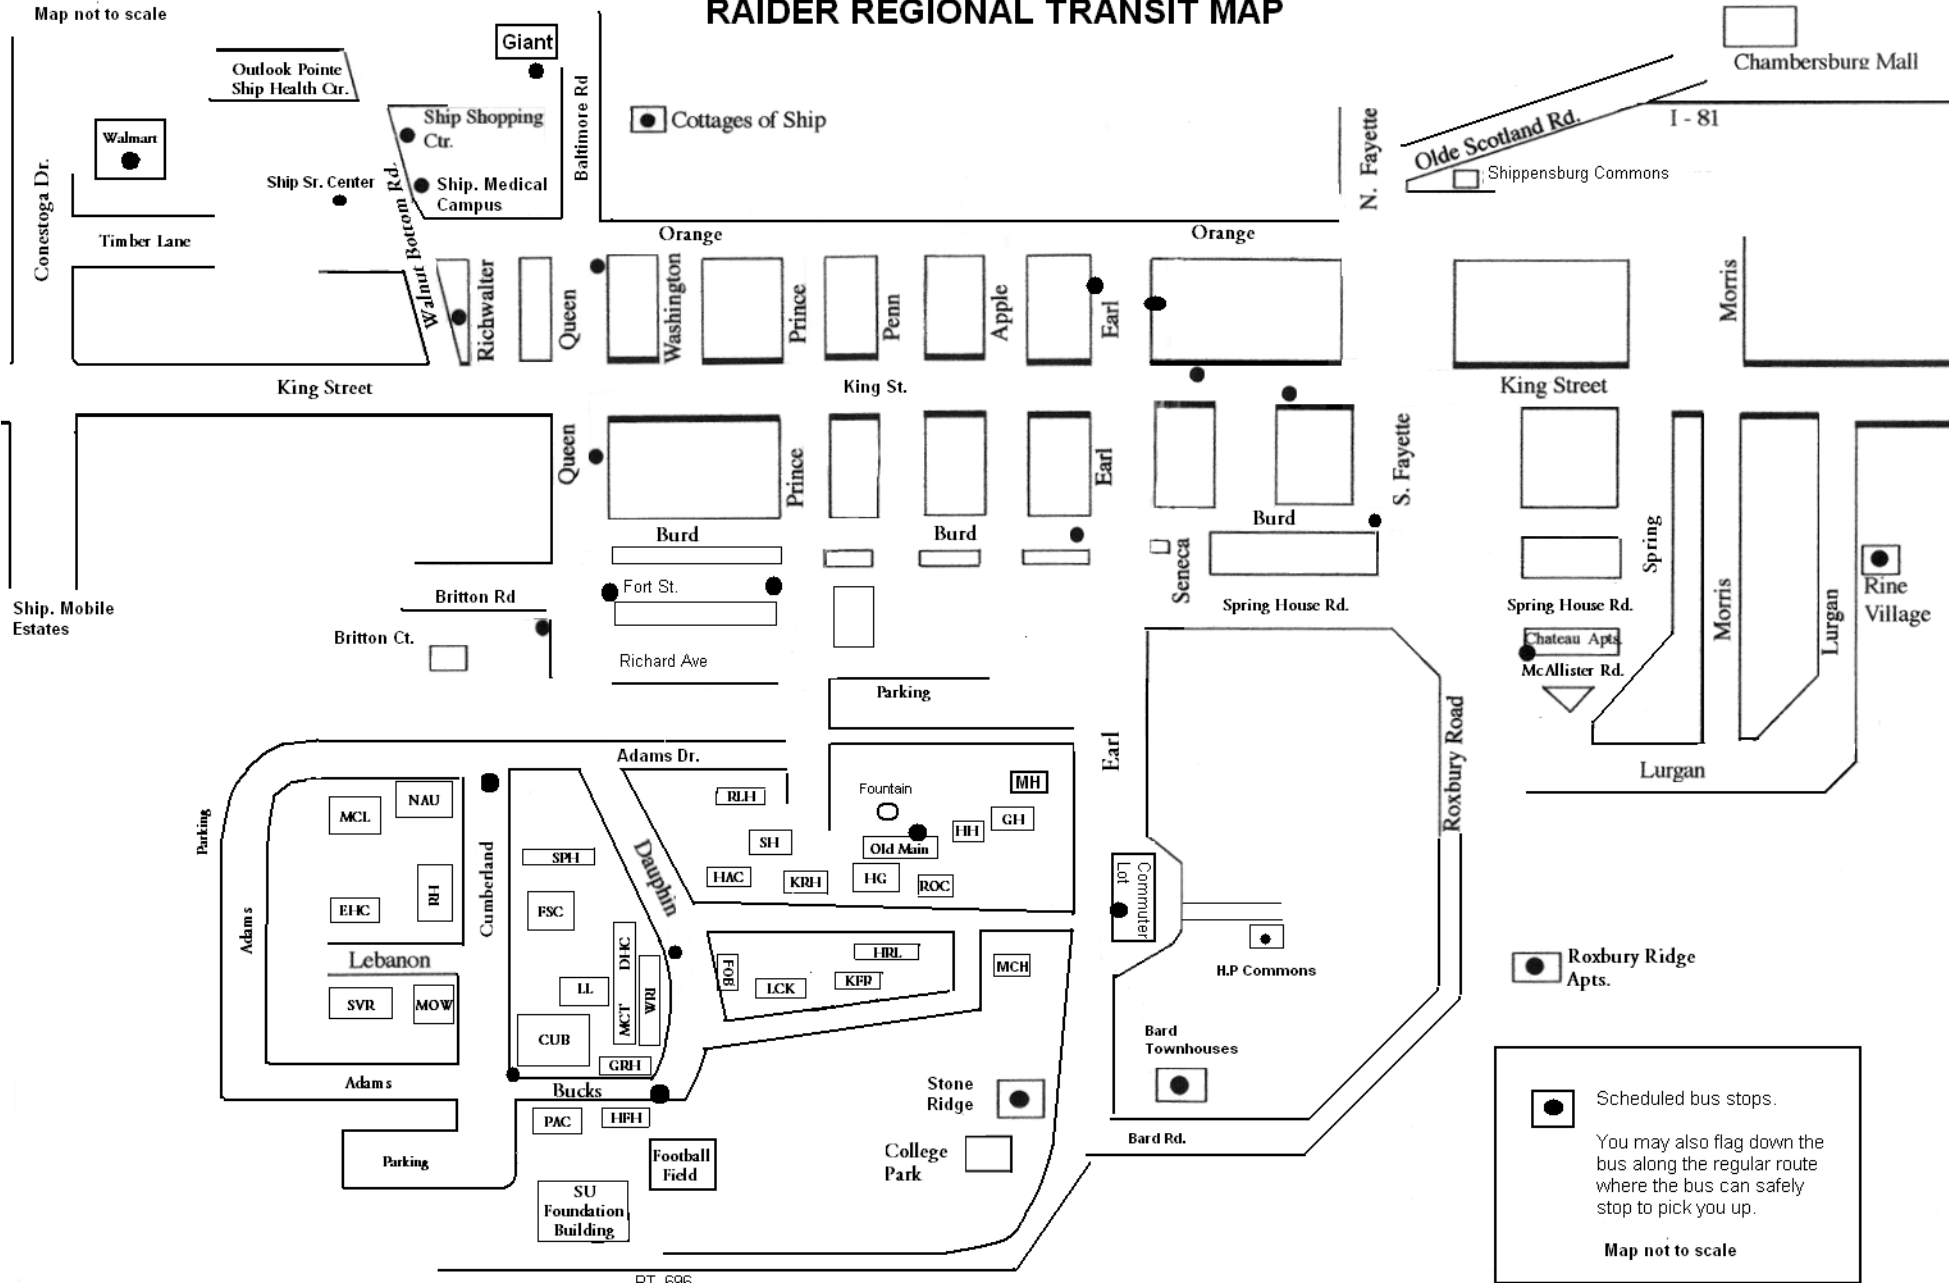 RAIDER REGIONAL TRANSIT MAP
Map not to scale
Giant
Outlook Pointe
Ship Health Ctr.
Baltimore Rd
Chambersburg Mall
Walmart
Ship Shopping
Ctr.
Cottages of Ship
N. Fayette
Olde Scotland Rd.
I - 81
Conestoga Dr.
Ship Sr. Center
Walnut Bottom Rd.
Ship. Medical
Campus
Shippensburg Commons
Timber Lane
Orange
Orange
Richwalter
Queen
Washington
Prince
Penn
Apple
Earl
Morris
King Street
King St.
King Street
Queen
Prince
Earl
S. Fayette
Burd
Burd
Burd
Seneca
Spring
Morris
Lurgan
Rine
Village
Ship. Mobile
Estates
Britton Rd
Fort St.
Spring House Rd.
Spring House Rd.
Britton Ct.
Chateau Apts.
Richard Ave
McAllister Rd.
Parking
Earl
Roxbury Road
Lurgan
Adams Dr.
Parking
MCL
NAU
RLH
Fountain
MH
GH
HH
SH
Old Main
Cumberland
SPH
Dauphin
HAC
KRH
HG
ROC
Commuter
Lot
RH
EHC
FSC
Adams
Lebanon
DHC
FOB
HRL
KFR
LCK
MCH
H.P Commons
Roxbury Ridge
Apts.
SVR
MOW
LL
MCT
WRI
CUB
GRH
Bard
Townhouses
Adams
Bucks
Stone
Ridge
PAC
HFH
Bard Rd.
Parking
Football
Field
College
Park
SU
Foundation
Building
RT. 696
Scheduled bus stops.
You may also flag down the
bus along the regular route
where the bus can safely
stop to pick you up.
Map not to scale